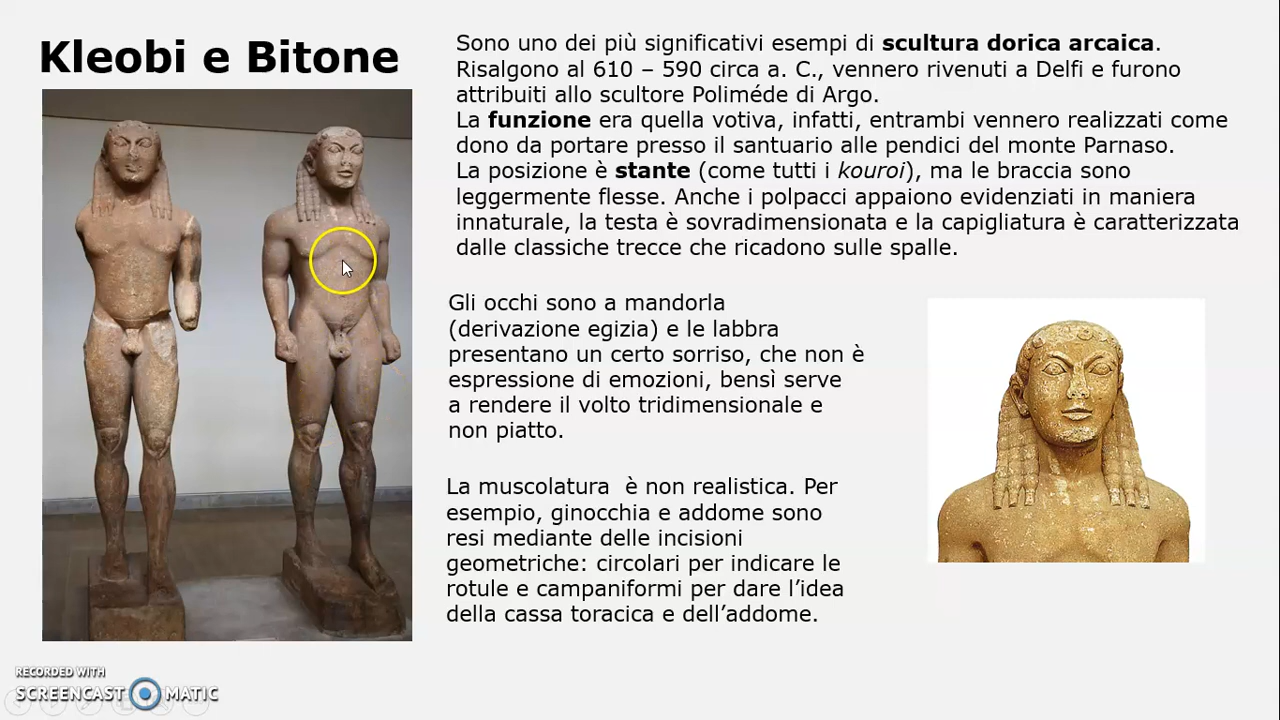 Kleobi e Bitone
Sono uno dei più significativi esempi di scultura dorica arcaica.
Risalgono al 610 – 590 circa a. C., vennero rivenuti a Delfi e furono
attribuiti allo scultore Poliméde di Argo.
La funzione era quella votiva, infatti, entrambi vennero realizzati come
dono da portare presso il santuario alle pendici del monte Parnaso.
La posizione è stante (come tutti i kouroi), ma le braccia sono
leggermente flesse. Anche i polpacci appaiono evidenziati in maniera
innaturale, la testa è sovradimensionata e la capigliatura è caratterizzata
dalle classiche trecce che ricadono sulle spalle.
Gli occhi sono a mandorla
(derivazione egizia) e le labbra
presentano un certo sorriso, che non è
espressione di emozioni, bensì serve
a rendere il volto tridimensionale e
non piatto.
La muscolatura  è non realistica. Per
esempio, ginocchia e addome sono
resi mediante delle incisioni
geometriche: circolari per indicare le
rotule e campaniformi per dare l’idea
della cassa toracica e dell’addome.
RECORDED WITH
SCREENCAST MATIC